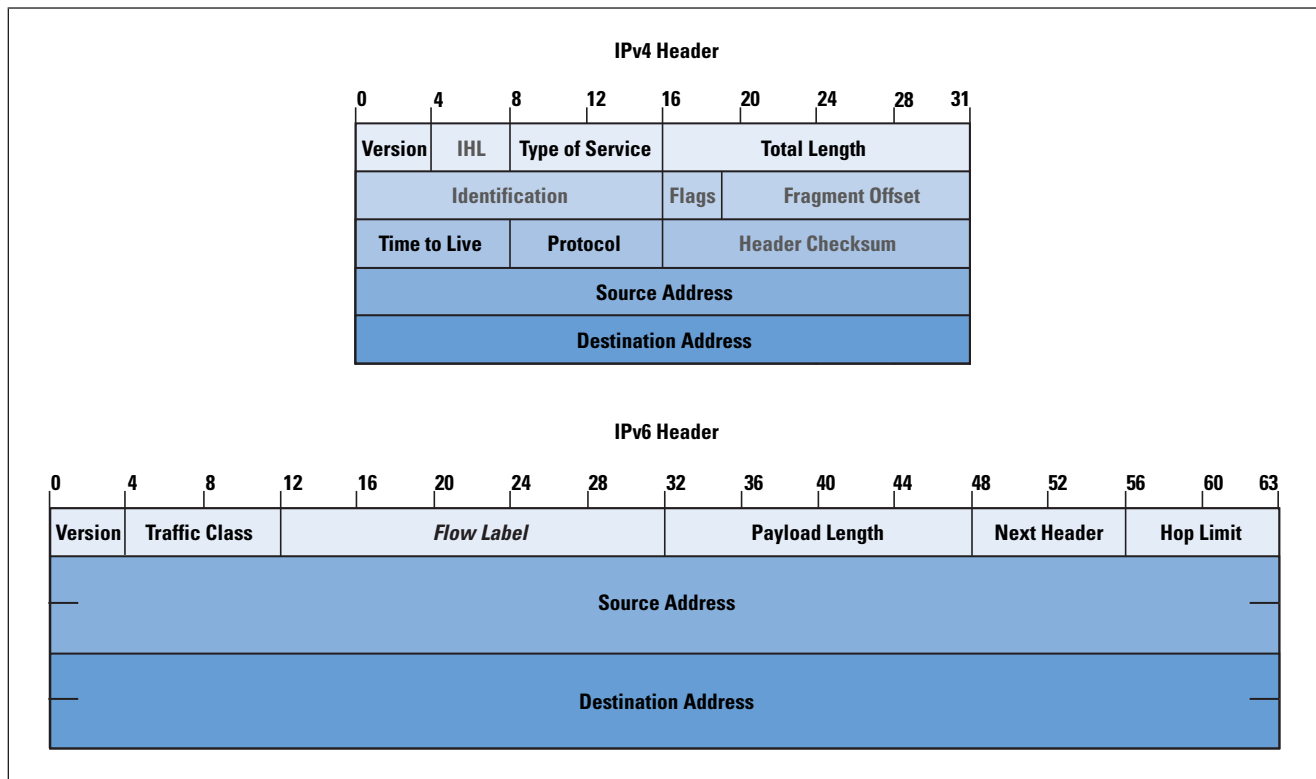 IPv4 Header
0 4 8 12 16 20 24 28 31
Version IHL Type of Service Total Length
Identification Flags Fragment Offset
Time to Live Protocol Header Checksum
Source Address
Destination Address
IPv6 Header
0 4 8 12 16 20 24 28 32 36 40 44 48 52 56 60 63
Version Traffic Class Flow Label Payload Length Next Header Hop Limit
Source Address
Destination Address